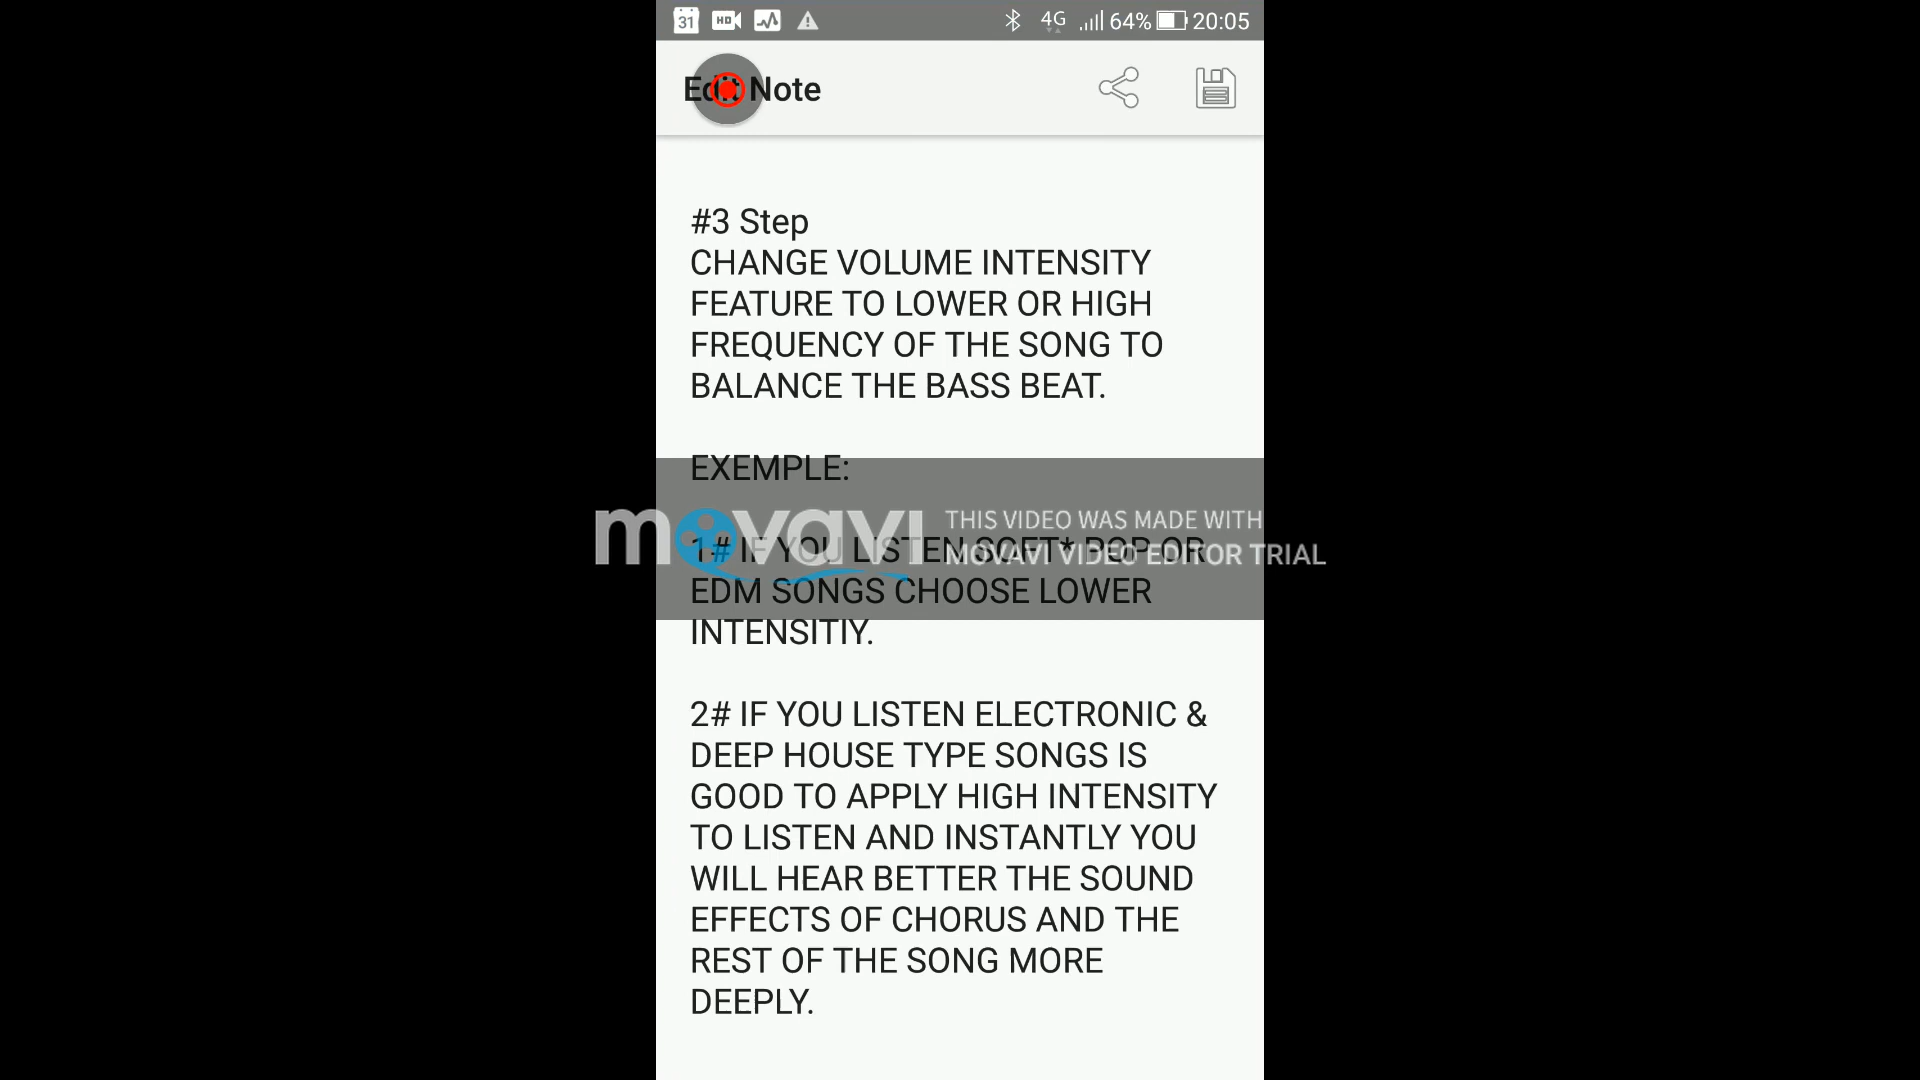 31 HD 4G 64% 20:05
Edit Note
#3 Step
CHANGE VOLUME INTENSITY
FEATURE TO LOWER OR HIGH
FREQUENCY OF THE SONG TO
BALANCE THE BASS BEAT.
EXEMPLE:
movavi
THIS VIDEO WAS MADE WITH
MOVAVI VIDEO EDITOR TRIAL
1# IF YOU LISTEN SOFT* POP OR
EDM SONGS CHOOSE LOWER
INTENSITIY.
2# IF YOU LISTEN ELECTRONIC &
DEEP HOUSE TYPE SONGS IS
GOOD TO APPLY HIGH INTENSITY
TO LISTEN AND INSTANTLY YOU
WILL HEAR BETTER THE SOUND
EFFECTS OF CHORUS AND THE
REST OF THE SONG MORE
DEEPLY.